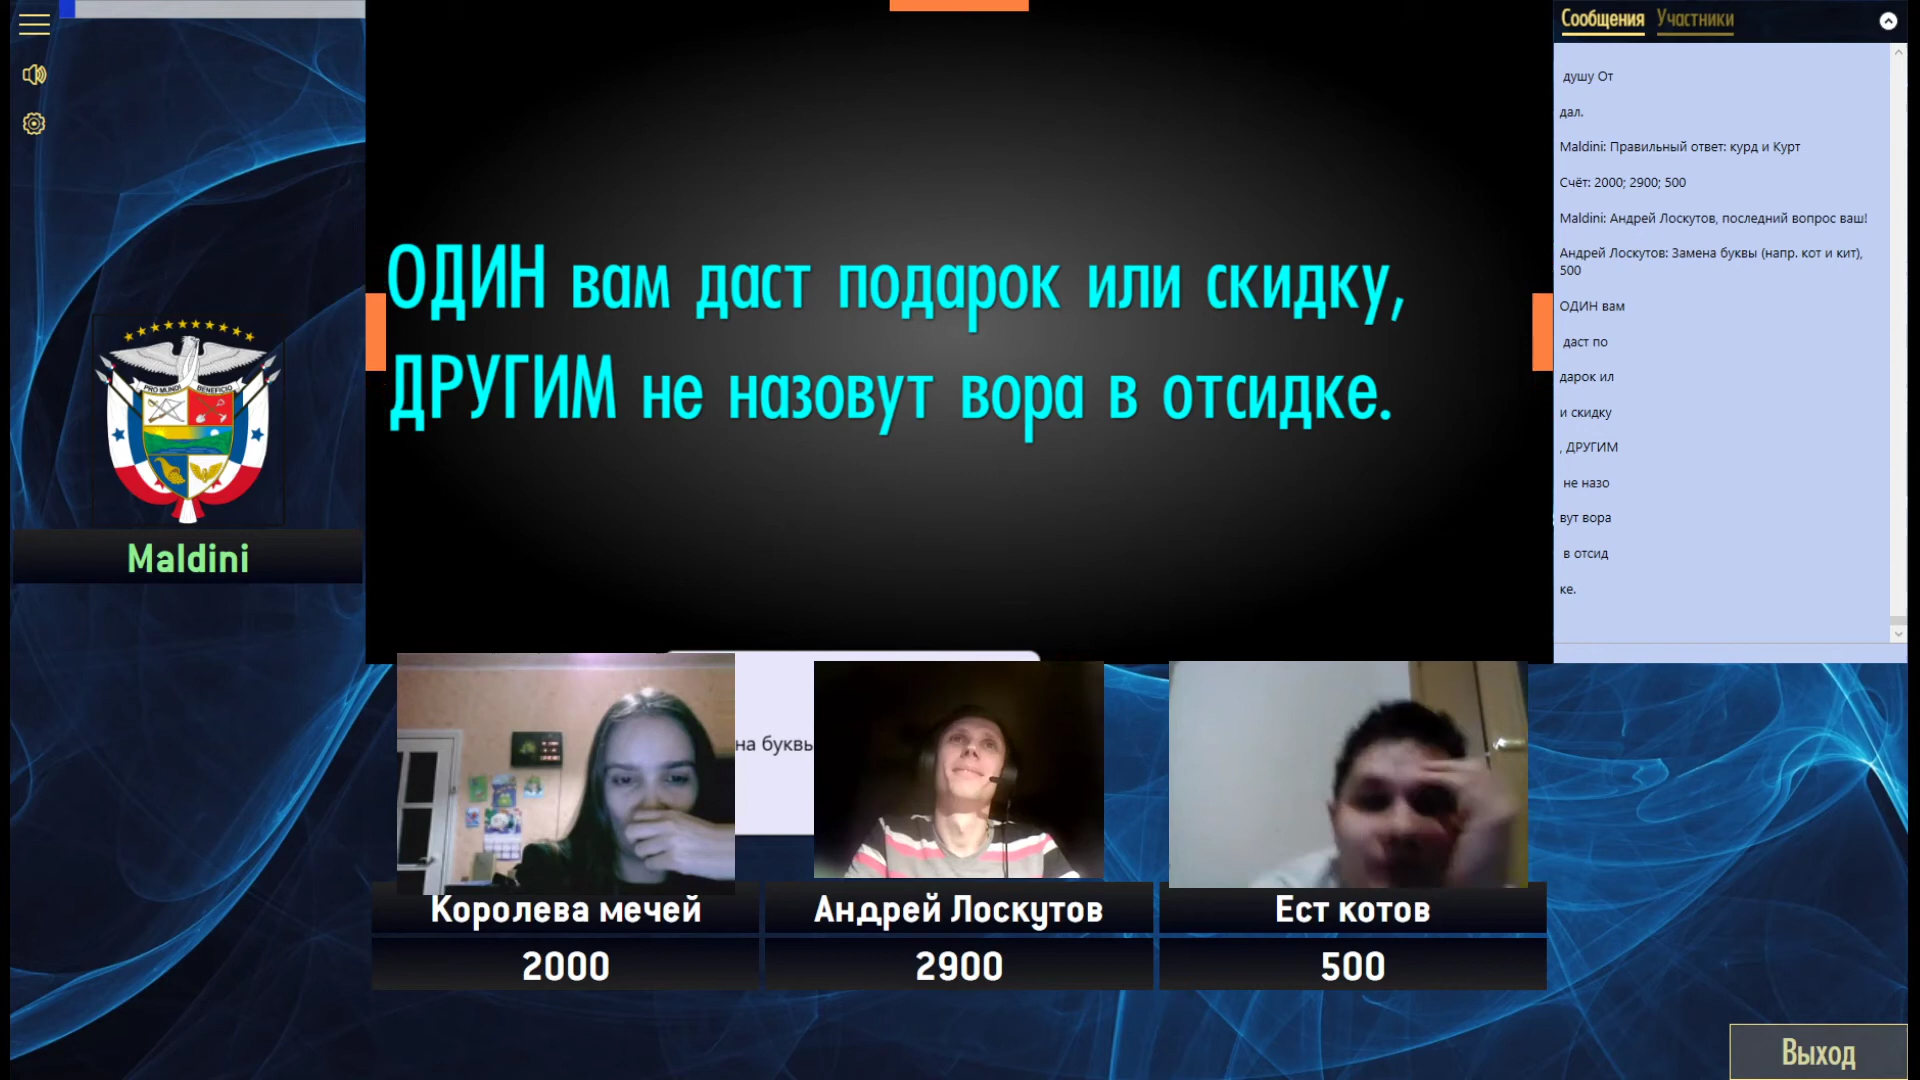 Сообщения Участники
ОДИН вам даст подарок или скидку,
ДРУГИМ не назовут вора в отсидке.
PRO MUNDI BENEFICIO
Maldini
душу От
дал.
Maldini: Правильный ответ: курд и Курт
Счёт: 2000; 2900; 500
Maldini: Андрей Лоскутов, последний вопрос ваш!
Андрей Лоскутов: Замена буквы (напр. кот и кит),
500
ОДИН вам
даст по
дарок ил
и скидку
, ДРУГИМ
не назо
вут вора
в отсид
ке.
на буквы
Королева мечей
2000
Андрей Лоскутов
2900
Ест котов
500
Выход